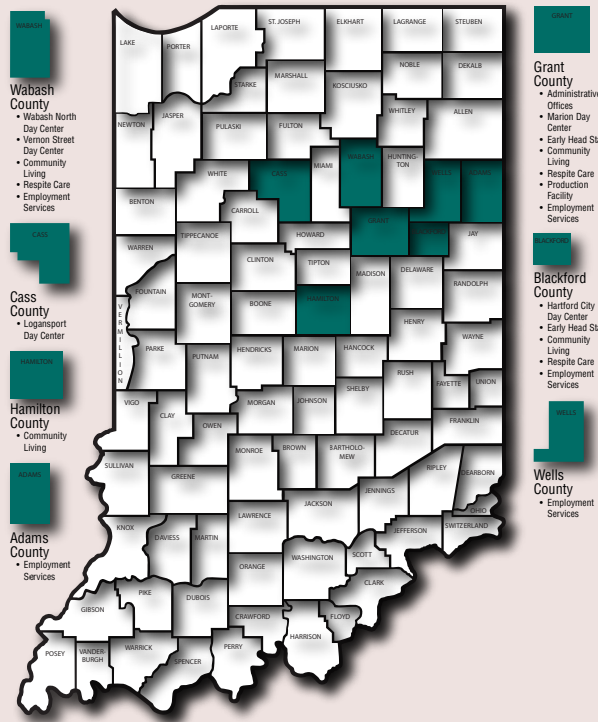 WABASH
Wabash
County
• Wabash North
Day Center
• Vernon Street
Day Center
• Community
Living
• Respite Care
• Employment
Services
CASS
Cass
County
• Logansport
Day Center
HAMILTON
Hamilton
County
• Community
Living
ADAMS
Adams
County
• Employment
Services
LAKE
PORTER
LAPORTE
ST. JOSEPH
ELKHART
LAGRANGE
STEUBEN
NOBLE
DEKALB
STARKE
MARSHALL
KOSCIUSKO
NEWTON
JASPER
PULASKI
FULTON
WHITLEY
ALLEN
WHITE
CASS
MIAMI
WABASH
HUNTING-
TON
WELLS
ADAMS
BENTON
CARROLL
GRANT
WARREN
TIPPECANOE
HOWARD
BLACKFORD
JAY
CLINTON
TIPTON
MADISON
DELAWARE
FOUNTAIN
MONT-
GOMERY
BOONE
HAMILTON
RANDOLPH
VERMILLION
PARKE
PUTNAM
HENDRICKS
MARION
HANCOCK
HENRY
WAYNE
VIGO
CLAY
OWEN
MORGAN
JOHNSON
SHELBY
RUSH
FAYETTE
UNION
FRANKLIN
DECATUR
SULLIVAN
GREENE
MONROE
BROWN
BARTHOLO-
MEW
RIPLEY
DEARBORN
JENNINGS
JACKSON
OHIO
SWITZERLAND
JEFFERSON
KNOX
DAVIESS
MARTIN
LAWRENCE
WASHINGTON
SCOTT
ORANGE
CLARK
GIBSON
PIKE
DUBOIS
CRAWFORD
FLOYD
HARRISON
POSEY
VANDER-
BURGH
WARRICK
SPENCER
PERRY
GRANT
Grant
County
• Administrative
Offices
• Marion Day
Center
• Early Head Sta
• Community
Living
• Respite Care
• Production
Facility
• Employment
Services
BLACKFORD
Blackford
County
• Hartford City
Day Center
• Early Head Sta
• Community
Living
• Respite Care
• Employment
Services
WELLS
Wells
County
• Employment
Services